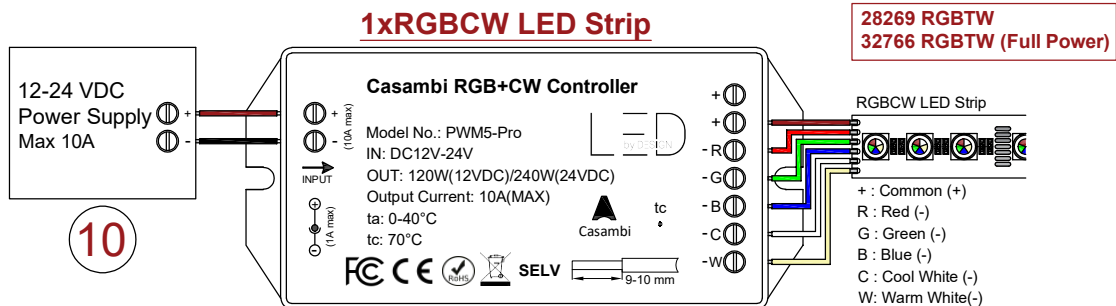 1xRGBCW LED Strip
28269 RGBTW
32766 RGBTW (Full Power)
12-24 VDC
Power Supply
Max 10A
+
-
10
Casambi RGB+CW Controller
Model No.: PWM5-Pro
IN: DC12V-24V
OUT: 120W(12VDC)/240W(24VDC)
Output Current: 10A(MAX)
ta: 0-40°C
tc: 70°C
+
-
(10A max)
INPUT
+
-
(1A max)
LED
by DESIGN
Casambi
tc
FC CE RoHS
SELV
9-10 mm
+
+
-R
-G
-B
-C
-W
RGBCW LED Strip
+ : Common (+)
R : Red (-)
G : Green (-)
B : Blue (-)
C : Cool White (-)
W: Warm White(-)